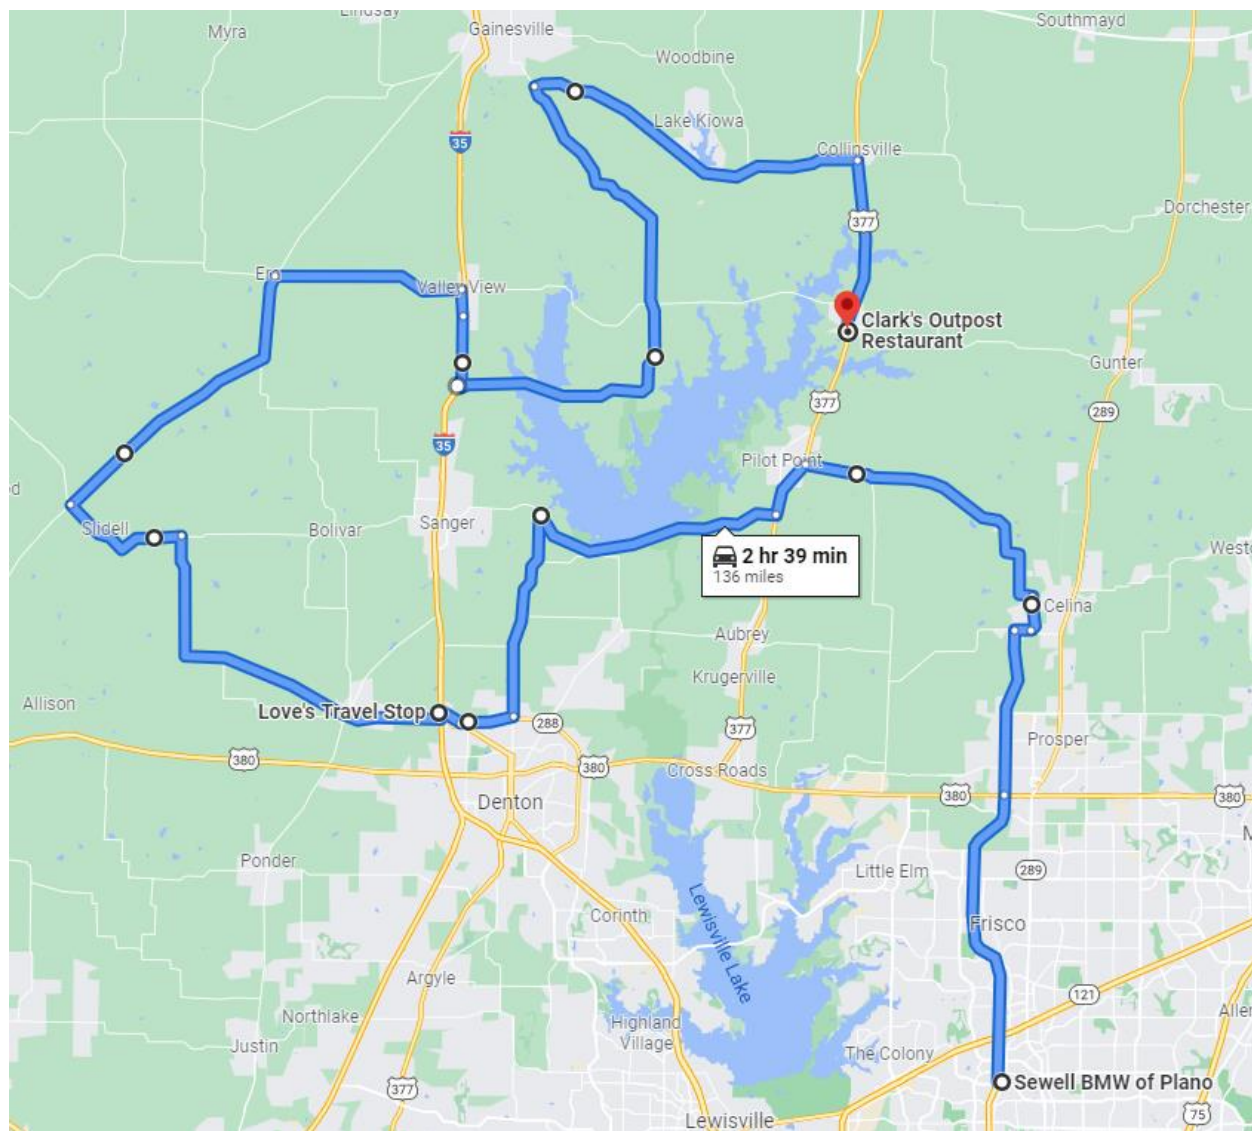 Lindsay
Southmayd
Myra
Gainesville
Woodbine
Lake Kiowa
35
Collinsville
Dorchester
377
Era
Valley View
Clark's Outpost
Restaurant
Gunter
377
289
35
Pilot Point
Slidell
Bolivar
Sanger
2 hr 39 min
136 miles
Celina
Aubrey
Krugerville
Allison
Love's Travel Stop
288
377
Prosper
380
380
Cross Roads
380
380
Denton
Ponder
Little Elm
289
Corinth
Frisco
Lewisville Lake
Argyle
121
Northlake
Highland
Village
Justin
The Colony
377
Sewell BMW of Plano
Lewisville
75